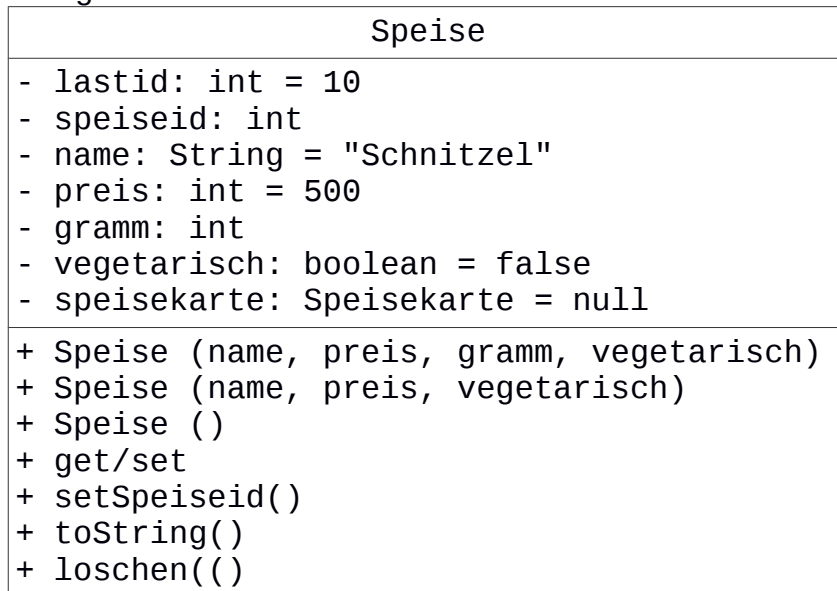 Speise
- lastid: int = 10
- speiseid: int
- name: String = "Schnitzel"
- preis: int = 500
- gramm: int
- vegetarisch: boolean = false
- speisekarte: Speisekarte = null
+ Speise (name, preis, gramm, vegetarisch)
+ Speise (name, preis, vegetarisch)
+ Speise ()
+ get/set
+ setSpeiseid()
+ toString()
+ loschen(()